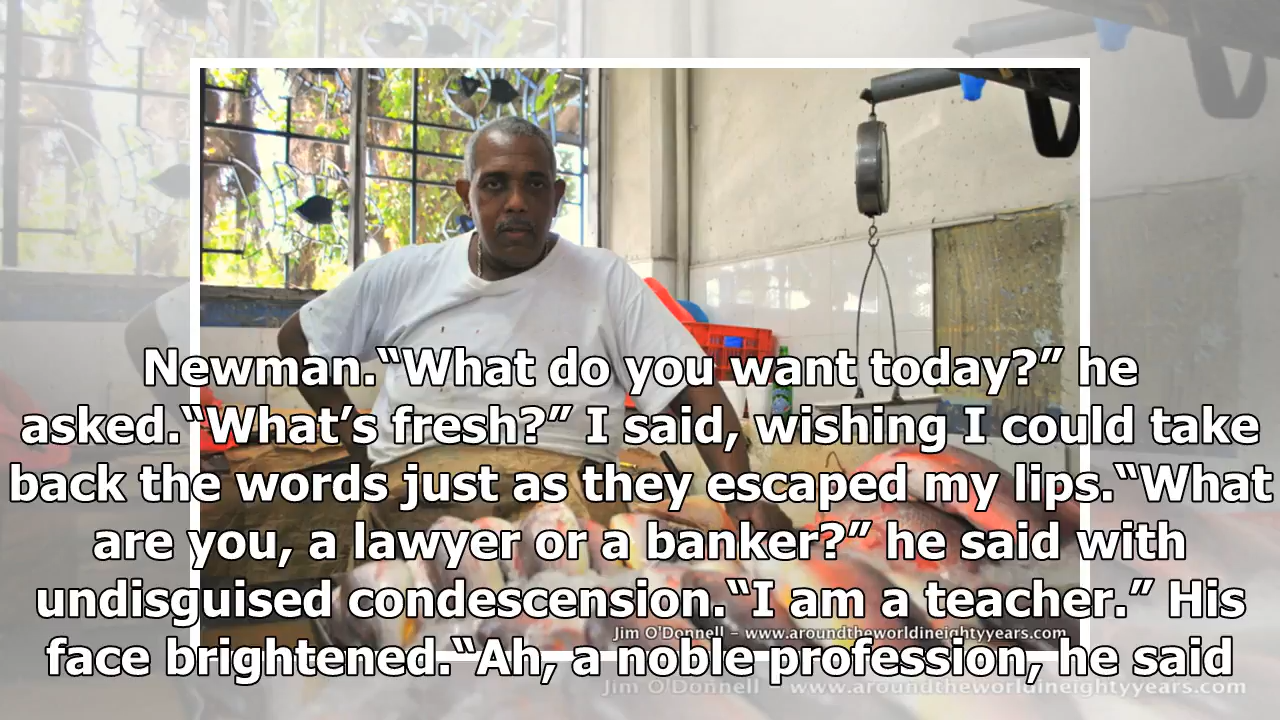 Newman.“What do you want today?” he
asked.“What’s fresh?” I said, wishing I could take
back the words just as they escaped my lips.“What
are you, a lawyer or a banker?” he said with
undisguised condescension.“I am a teacher.” His
Jim O'Donnell - www.aroundtheworldineightyyears.com
face brightened.“Ah, a noble profession, he said
Jim O'Donnell - www.aroundtheworldineightyyears.com